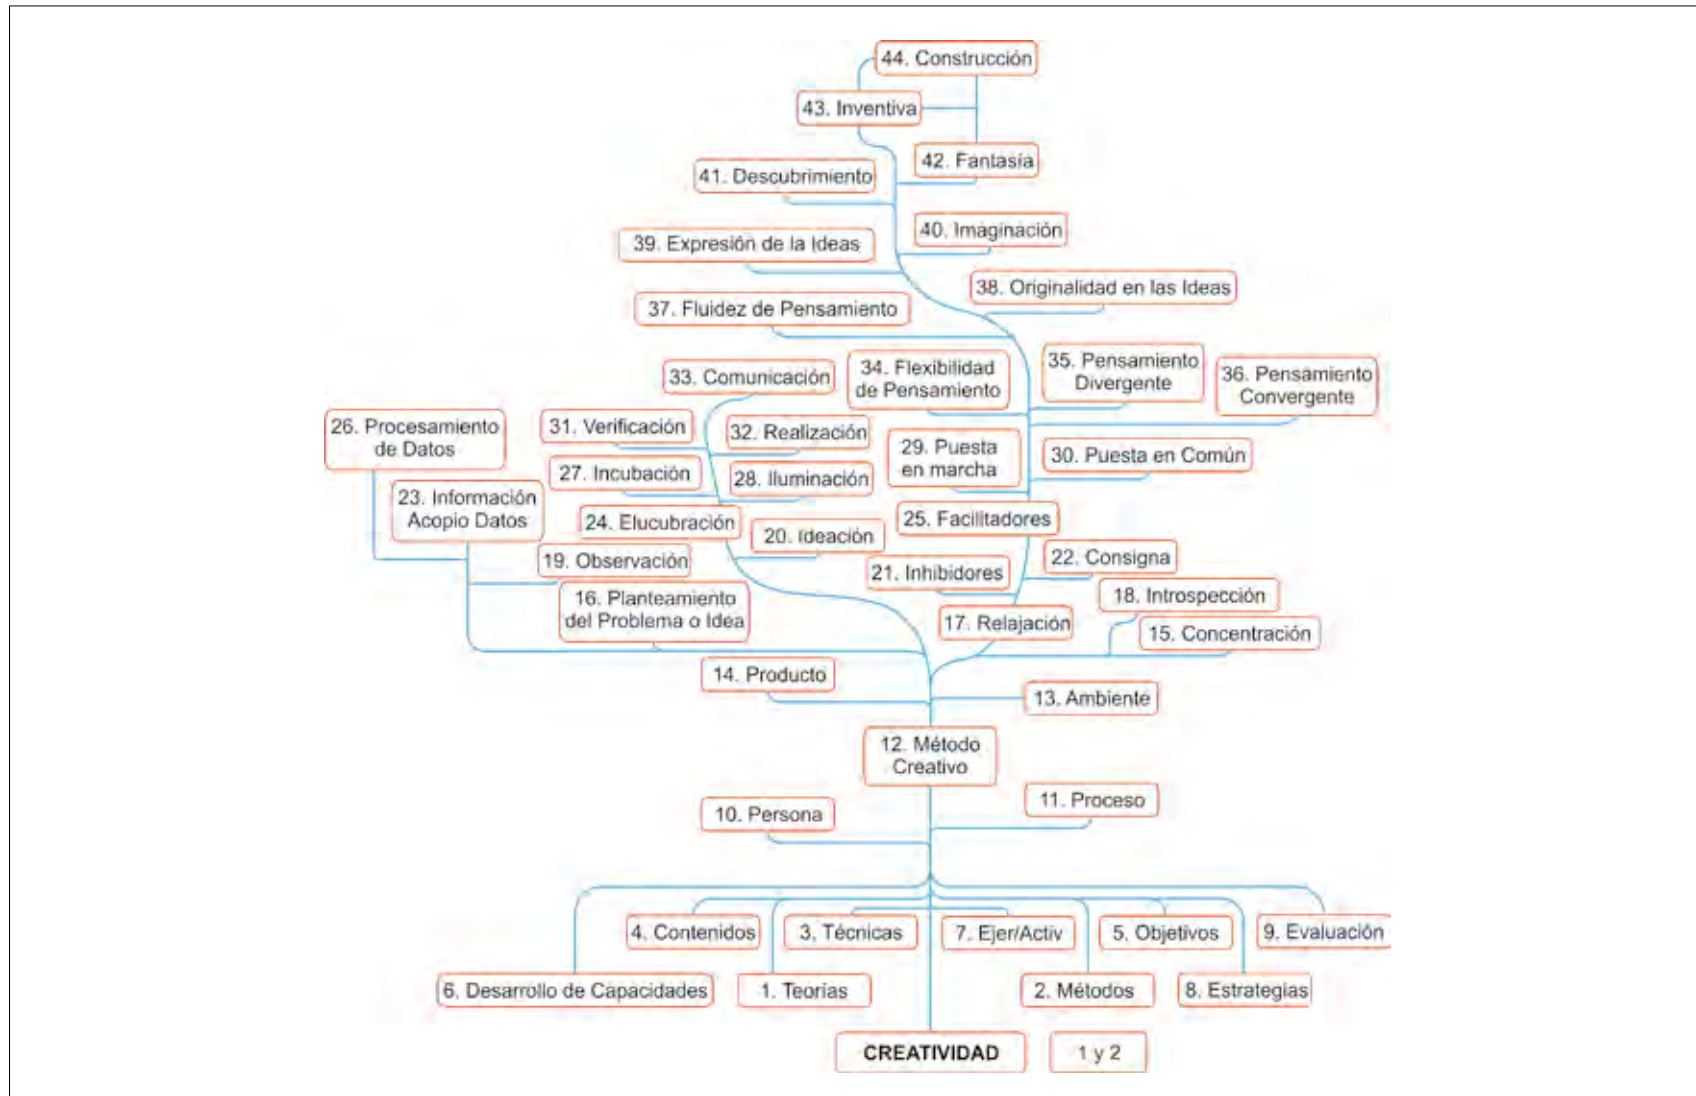 44. Construcción
43. Inventiva
42. Fantasía
41. Descubrimiento
40. Imaginación
39. Expresión de la Ideas
38. Originalidad en las Ideas
37. Fluidez de Pensamiento
33. Comunicación
34. Flexibilidad
de Pensamiento
35. Pensamiento
Divergente
36. Pensamiento
Convergente
26. Procesamiento
de Datos
31. Verificación
32. Realización
29. Puesta
en marcha
30. Puesta en Común
27. Incubación
28. Iluminación
23. Información
Acopio Datos
24. Elucubración
20. Ideación
25. Facilitadores
19. Observación
21. Inhibidores
22. Consigna
16. Planteamiento
del Problema o Idea
17. Relajación
18. Introspección
15. Concentración
14. Producto
13. Ambiente
12. Método
Creativo
11. Proceso
10. Persona
4. Contenidos
3. Técnicas
7. Ejer/Activ
5. Objetivos
9. Evaluación
6. Desarrollo de Capacidades
1. Teorías
2. Métodos
8. Estrategias
CREATIVIDAD
1 y 2